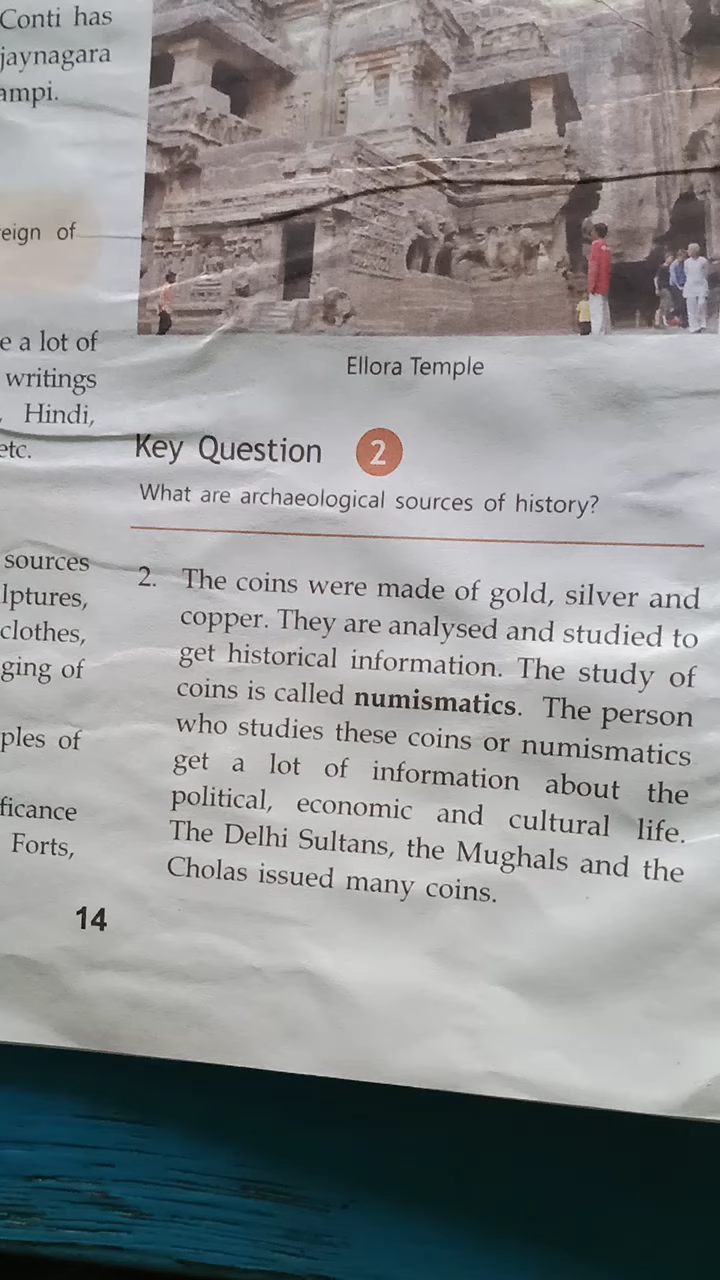 Conti has
jaynagara
ampi.
eign of
e a lot of
writings
Hindi,
etc.
sources
lptures,
clothes,
ging of
ples of
ficance
Forts,
14
Ellora Temple
Key Question 2
What are archaeological sources of history?
2. The coins were made of gold, silver and
copper. They are analysed and studied to
get historical information. The study of
coins is called numismatics. The person
who studies these coins or numismatics
get a lot of information about the
political, economic and cultural life.
The Delhi Sultans, the Mughals and the
Cholas issued many coins.